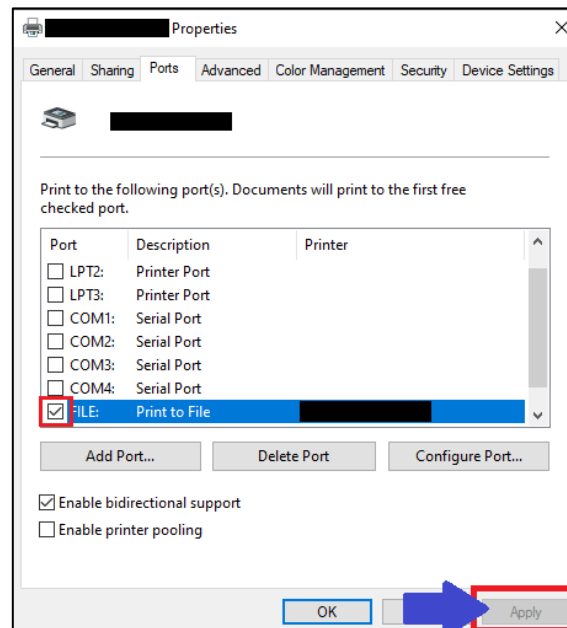 Properties
General Sharing Ports Advanced Color Management Security Device Settings
Print to the following port(s). Documents will print to the first free
checked port.
Port Description Printer
LPT2: Printer Port
LPT3: Printer Port
COM1: Serial Port
COM2: Serial Port
COM3: Serial Port
COM4: Serial Port
FILE: Print to File
Add Port... Delete Port Configure Port...
Enable bidirectional support
Enable printer pooling
OK Apply